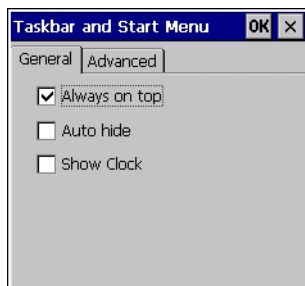 Taskbar and Start Menu OK ×
General Advanced
Always on top
Auto hide
Show Clock